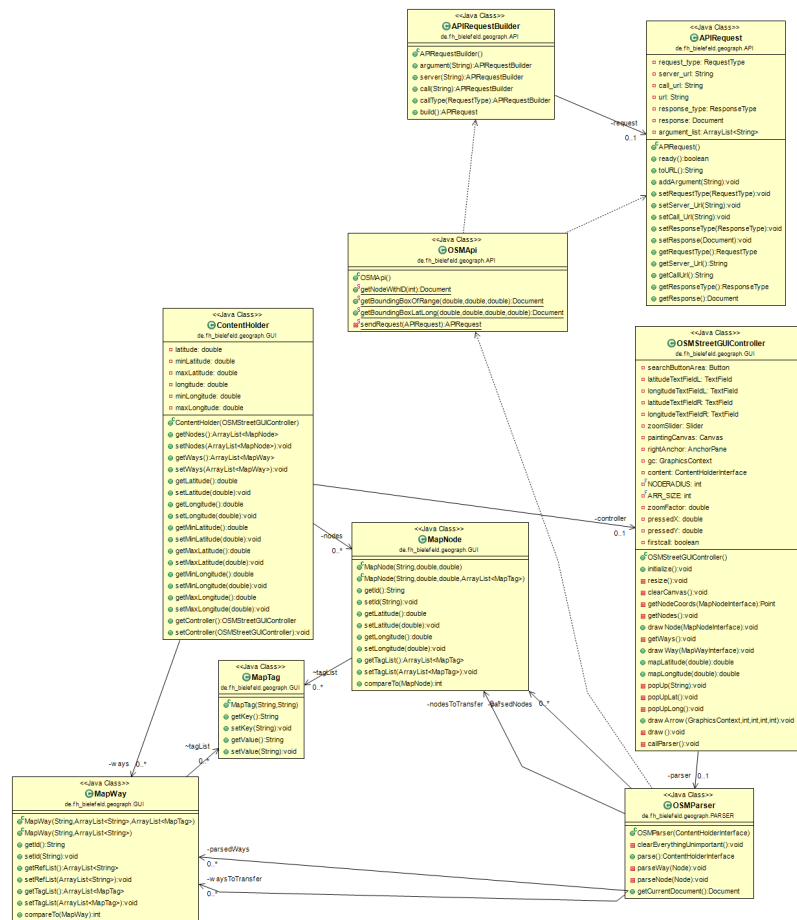 <<Java Class>>
APIRequestBuilder
de.fh_bielefeld.geograph.API
APIRequestBuilder()
argument(String):APIRequestBuilder
server(String):APIRequestBuilder
call(String):APIRequestBuilder
callType(RequestType):APIRequestBuilder
build():APIRequest
<<Java Class>>
APIRequest
de.fh_bielefeld.geograph.API
request_type: RequestType
server_url: String
call_url: String
url: String
response_type: ResponseType
response: Document
argument_list: ArrayList<String>
APIRequest()
ready():boolean
toURL():String
addArgument(String):void
setRequestType(RequestType):void
setServer_Url(String):void
setCall_Url(String):void
setResponseType(ResponseType):void
setResponse(Document):void
getRequestType():RequestType
getServer_Url():String
getCallUrl():String
getResponseType():ResponseType
getResponse():Document
-request
0..1
<<Java Class>>
OSMApi
de.fh_bielefeld.geograph.API
OSMApi()
getNodeWithID(int):Document
getBoundingBoxOfRange(double,double,double):Document
getBoundingBoxLatLong(double,double,double,double):Document
sendRequest(APIRequest):APIRequest
<<Java Class>>
ContentHolder
de.fh_bielefeld.geograph.GUI
latitude: double
minLatitude: double
maxLatitude: double
longitude: double
minLongitude: double
maxLongitude: double
ContentHolder(OSMStreetGUIController)
getNodes():ArrayList<MapNode>
setNodes(ArrayList<MapNode>):void
getWays():ArrayList<MapWay>
setWays(ArrayList<MapWay>):void
getLatitude():double
setLatitude(double):void
getLongitude():double
setLongitude(double):void
getMinLatitude():double
setMinLatitude(double):void
getMaxLatitude():double
setMaxLatitude(double):void
getMinLongitude():double
setMinLongitude(double):void
getMaxLongitude():double
setMaxLongitude(double):void
getController():OSMStreetGUIController
setController(OSMStreetGUIController):void
<<Java Class>>
OSMStreetGUIController
de.fh_bielefeld.geograph.GUI
searchButtonArea: Button
latitudeTextFieldL: TextField
longitudeTextFieldL: TextField
latitudeTextFieldR: TextField
longitudeTextFieldR: TextField
zoomSlider: Slider
paintingCanvas: Canvas
rightAnchor: AnchorPane
gc: GraphicsContext
content: ContentHolderInterface
NODERADIUS: int
ARR_SIZE: int
zoomFactor: double
pressedX: double
pressedY: double
firstcall: boolean
OSMStreetGUIController()
initialize():void
resize():void
clearCanvas():void
getNodeCoords(MapNodeInterface):Point
getNodes():void
drawNode(MapNodeInterface):void
getWays():void
drawWay(MapWayInterface):void
mapLatitude(double):double
mapLongitude(double):double
popUp(String):void
popUpLat():void
popUpLong():void
drawArrow(GraphicsContext,int,int,int,int):void
draw():void
callParser():void
-controller
0..1
-nodes
0..*
<<Java Class>>
MapNode
de.fh_bielefeld.geograph.GUI
MapNode(String,double,double)
MapNode(String,double,double,ArrayList<MapTag>)
getId():String
setId(String):void
getLatitude():double
setLatitude(double):void
getLongitude():double
setLongitude(double):void
getTagList():ArrayList<MapTag>
setTagList(ArrayList<MapTag>):void
compareTo(MapNode):int
<<Java Class>>
MapTag
de.fh_bielefeld.geograph.GUI
MapTag(String,String)
getKey():String
setKey(String):void
getValue():String
setValue(String):void
~tagList
0..*
-nodesToTransfer
0..*
-ways
0..*
~tagList
0..*
-parser
0..1
<<Java Class>>
MapWay
de.fh_bielefeld.geograph.GUI
MapWay(String,ArrayList<String>,ArrayList<MapTag>)
MapWay(String,ArrayList<String>)
getId():String
setId(String):void
getRefList():ArrayList<String>
setRefList(ArrayList<String>):void
getTagList():ArrayList<MapTag>
setTagList(ArrayList<MapTag>):void
compareTo(MapWay):int
<<Java Class>>
OSMParser
de.fh_bielefeld.geograph.PARSER
OSMParser(ContentHolderInterface)
clearEverythingUnimportant():void
parse():ContentHolderInterface
parseWay(Node):void
parseNode(Node):void
getCurrentDocument():Document
-parsedWays
0..*
-waysToTransfer
0..*